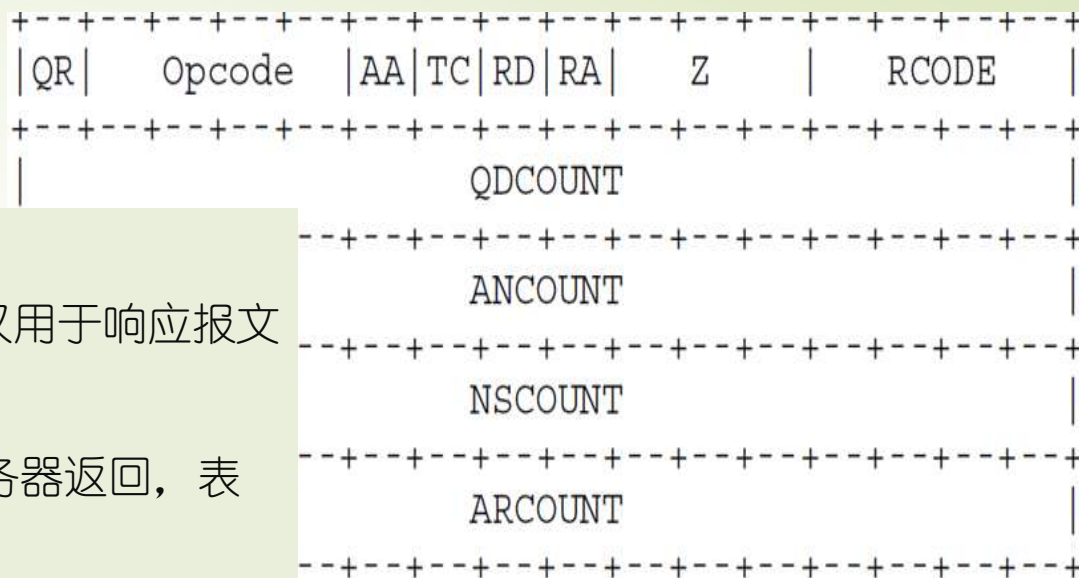 +--+--+--+--+--+--+--+--+--+--+--+--+--+--+--+--+
|QR| Opcode |AA|TC|RD|RA| Z | RCODE |
+--+--+--+--+--+--+--+--+--+--+--+--+--+--+--+--+
| QDCOUNT |
--+--+--+--+--+--+--+--+--+--+--+--+
ANCOUNT |
用于响应报文
--+--+--+--+--+--+--+--+--+--+--+--+
NSCOUNT |
--+--+--+--+--+--+--+--+--+--+--+--+
务器返回，表
ARCOUNT |
--+--+--+--+--+--+--+--+--+--+--+--+